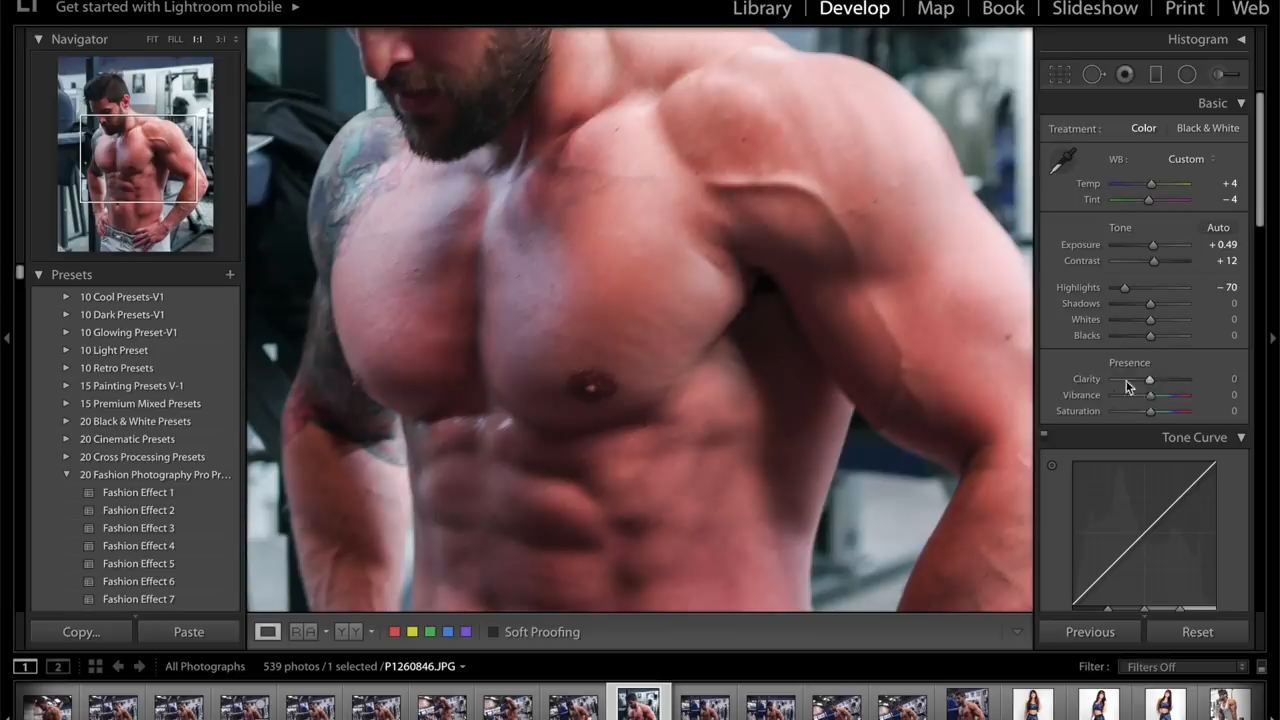 Get started with Lightroom mobile
Library | Develop | Map | Book | Slideshow | Print | Web
Navigator FIT FILL 1:1 3:1
Histogram
Basic
Treatment : Color Black & White
WB : Custom
Temp + 4
Tint − 4
Tone Auto
Exposure + 0.49
Contrast + 12
Highlights − 70
Shadows 0
Whites 0
Blacks 0
Presence
Clarity 0
Vibrance 0
Saturation 0
Tone Curve
Presets +
10 Cool Presets-V1
10 Dark Presets-V1
10 Glowing Preset-V1
10 Light Preset
10 Retro Presets
15 Painting Presets V-1
15 Premium Mixed Presets
20 Black & White Presets
20 Cinematic Presets
20 Cross Processing Presets
20 Fashion Photography Pro Pr...
Fashion Effect 1
Fashion Effect 2
Fashion Effect 3
Fashion Effect 4
Fashion Effect 5
Fashion Effect 6
Fashion Effect 7
Copy... Paste
R A Y Y Soft Proofing
Previous Reset
1 2 All Photographs 539 photos / 1 selected / P1260846.JPG Filter : Filters Off